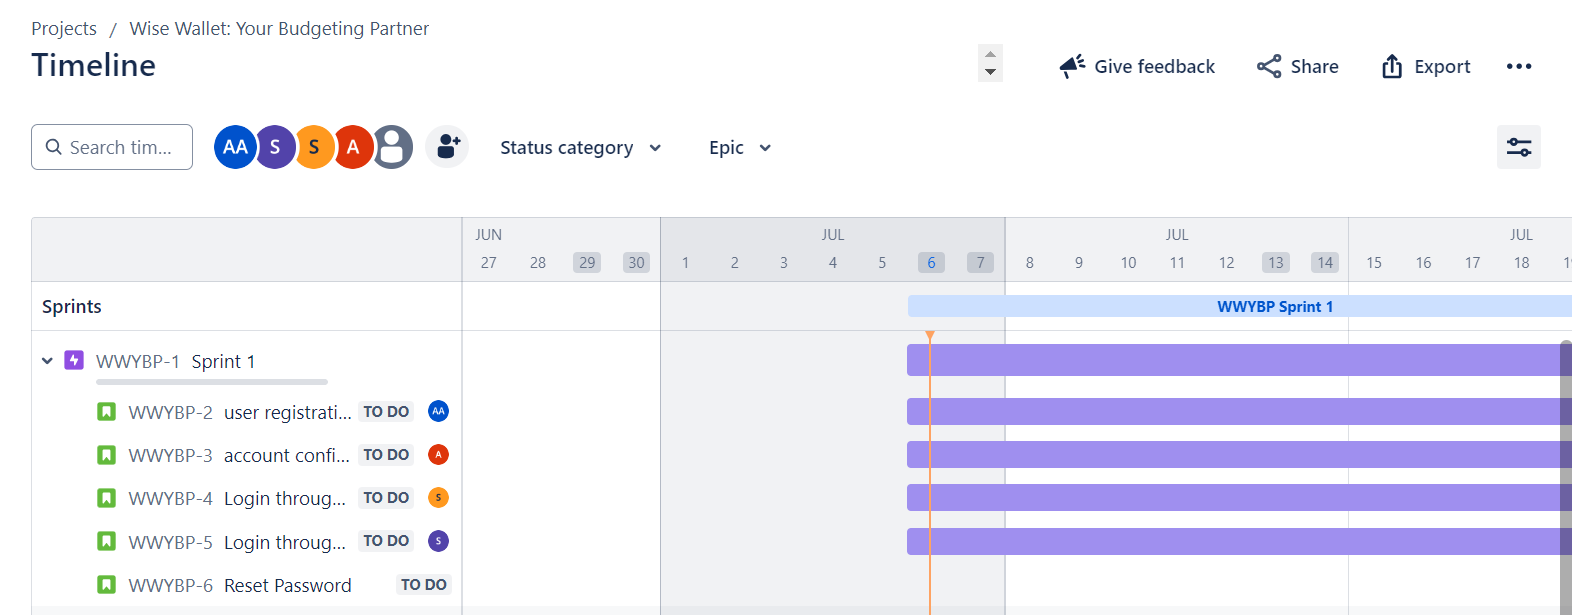 Projects / Wise Wallet: Your Budgeting Partner
Timeline
Give feedback Share Export
Search tim... AA S S A Status category Epic
JUN JUL JUL JUL
27 28 29 30 1 2 3 4 5 6 7 8 9 10 11 12 13 14 15 16 17 18
Sprints WWYBP Sprint 1
WWYBP-1 Sprint 1
WWYBP-2 user registrati... TO DO AA
WWYBP-3 account confi... TO DO A
WWYBP-4 Login throug... TO DO S
WWYBP-5 Login throug... TO DO S
WWYBP-6 Reset Password TO DO